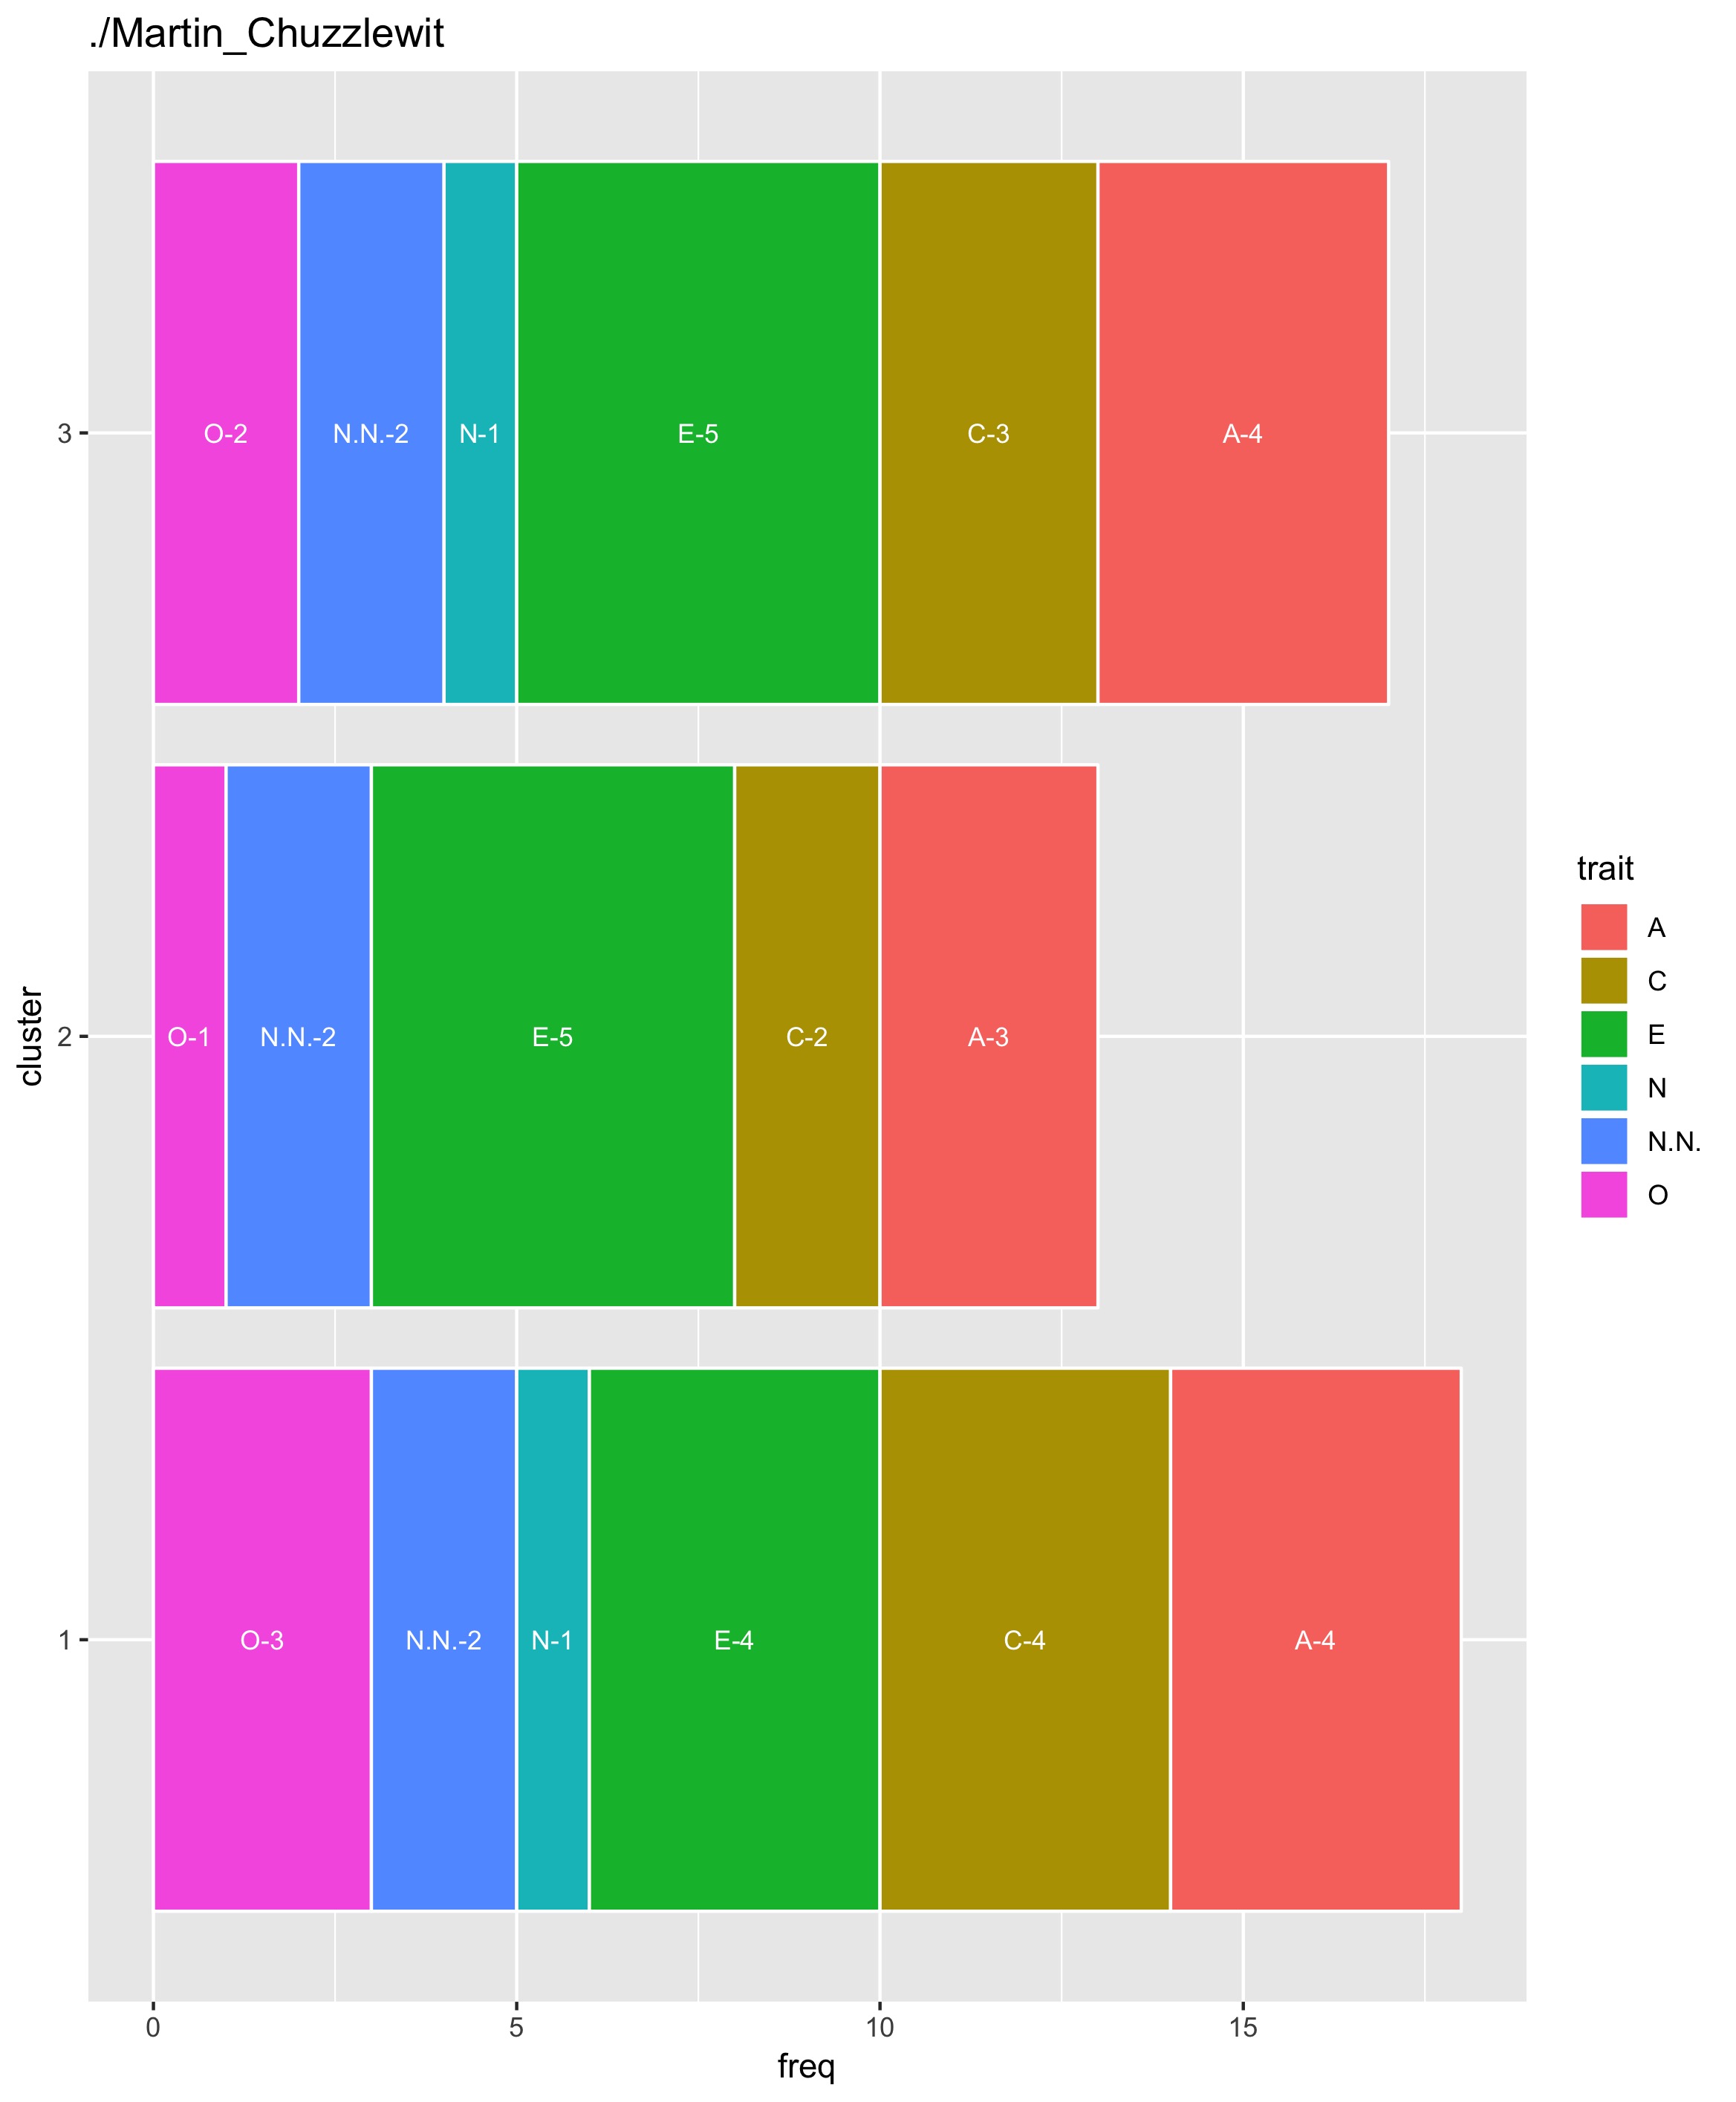 ./Martin_Chuzzlewit
3
O-2 N.N.-2 N-1 E-5 C-3 A-4
2
O-1 N.N.-2 E-5 C-2 A-3
1
O-3 N.N.-2 N-1 E-4 C-4 A-4
cluster
0 5 10 15
freq
trait
A
C
E
N
N.N.
O